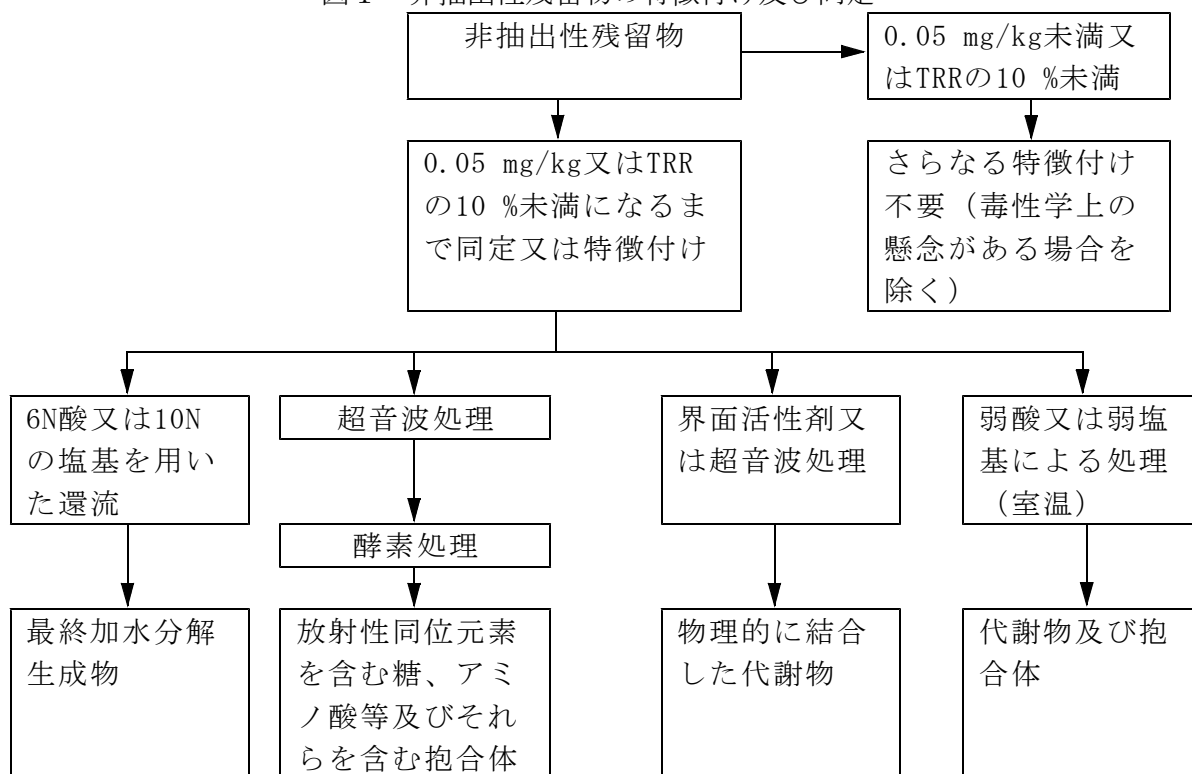 非抽出性残留物
0.05 mg/kg未満又
はTRRの10 %未満
0.05 mg/kg又はTRR
の10 %未満になるま
で同定又は特徴付け
さらなる特徴付け
不要（毒性学上の
懸念がある場合を
除く）
6N酸又は10N
の塩基を用い
た還流
超音波処理
界面活性剤又
は超音波処理
弱酸又は弱塩
基による処理
（室温）
酵素処理
最終加水分解
生成物
放射性同位元素
を含む糖、アミ
ノ酸等及びそれ
らを含む抱合体
物理的に結合
した代謝物
代謝物及び抱
合体